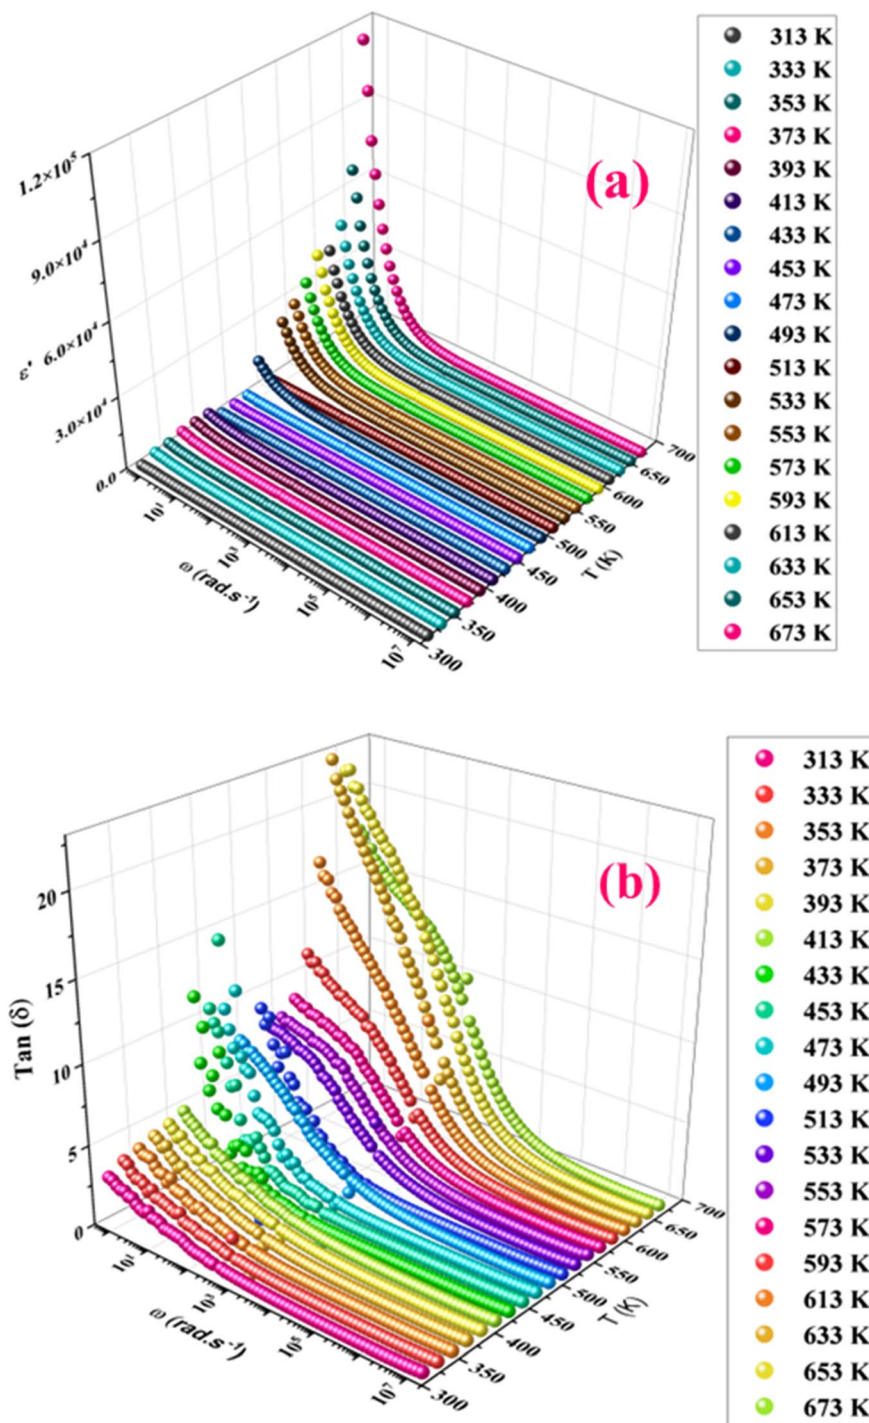 (a)
1.2×10⁵
9.0×10⁴
6.0×10⁴
3.0×10⁴
0.0
ε'
10¹
10³
10⁵
10⁷
ω (rad.s⁻¹)
300
350
400
450
500
550
600
650
700
T (K)
313 K
333 K
353 K
373 K
393 K
413 K
433 K
453 K
473 K
493 K
513 K
533 K
553 K
573 K
593 K
613 K
633 K
653 K
673 K
(b)
20
15
10
5
0
Tan (δ)
10¹
10³
10⁵
10⁷
ω (rad.s⁻¹)
300
350
400
450
500
550
600
650
700
T (K)
313 K
333 K
353 K
373 K
393 K
413 K
433 K
453 K
473 K
493 K
513 K
533 K
553 K
573 K
593 K
613 K
633 K
653 K
673 K